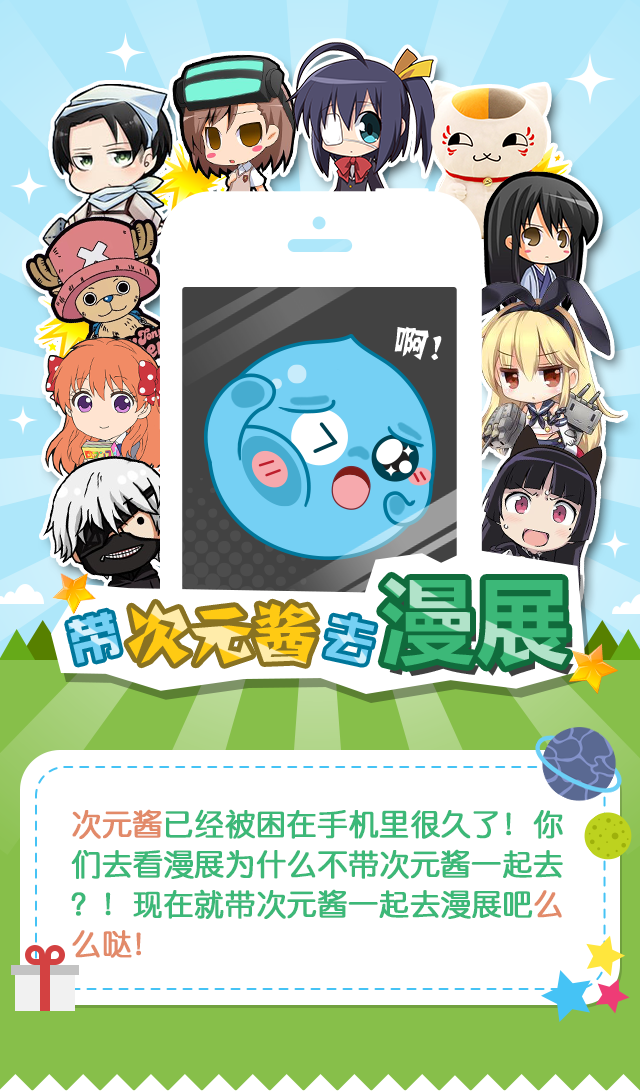 啊！
带次元酱去漫展
次元酱已经被困在手机里很久了！你
们去看漫展为什么不带次元酱一起去
？！现在就带次元酱一起去漫展吧么
么哒！